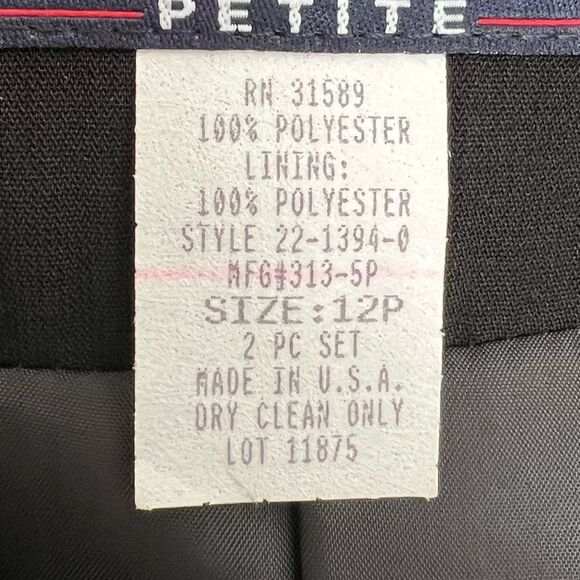 PETITE
RN 31589
100% POLYESTER
LINING:
100% POLYESTER
STYLE 22-1394-0
MFG#313-5P
SIZE:12P
2 PC SET
MADE IN U.S.A.
DRY CLEAN ONLY
LOT 11875